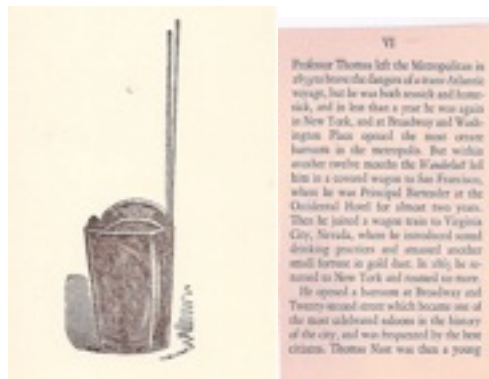 VI
Professor Thomas left the Metropolitan in
to brave the dangers of a trans-Atlantic
voyage, but he was both seasick and home-
sick, and in less than a year he was again
in New York, and at Broadway and Wash-
ington Place opened the most ornate
barroom in the metropolis. But within
another twelve months the Wanderlust led
him in a covered wagon to San Francisco,
where he was Principal Bartender at the
Occidental Hotel for almost two years.
Then he joined a wagon train to Virginia
City, Nevada, where he introduced sound
drinking practices and amassed another
small fortune in gold dust. In he re-
turned to New York and roamed no more.
He opened a barroom at Broadway and
Twenty-second street which became one of
the most celebrated saloons in the history
of the city, and was frequented by the best
citizens. Thomas Nast was then a young